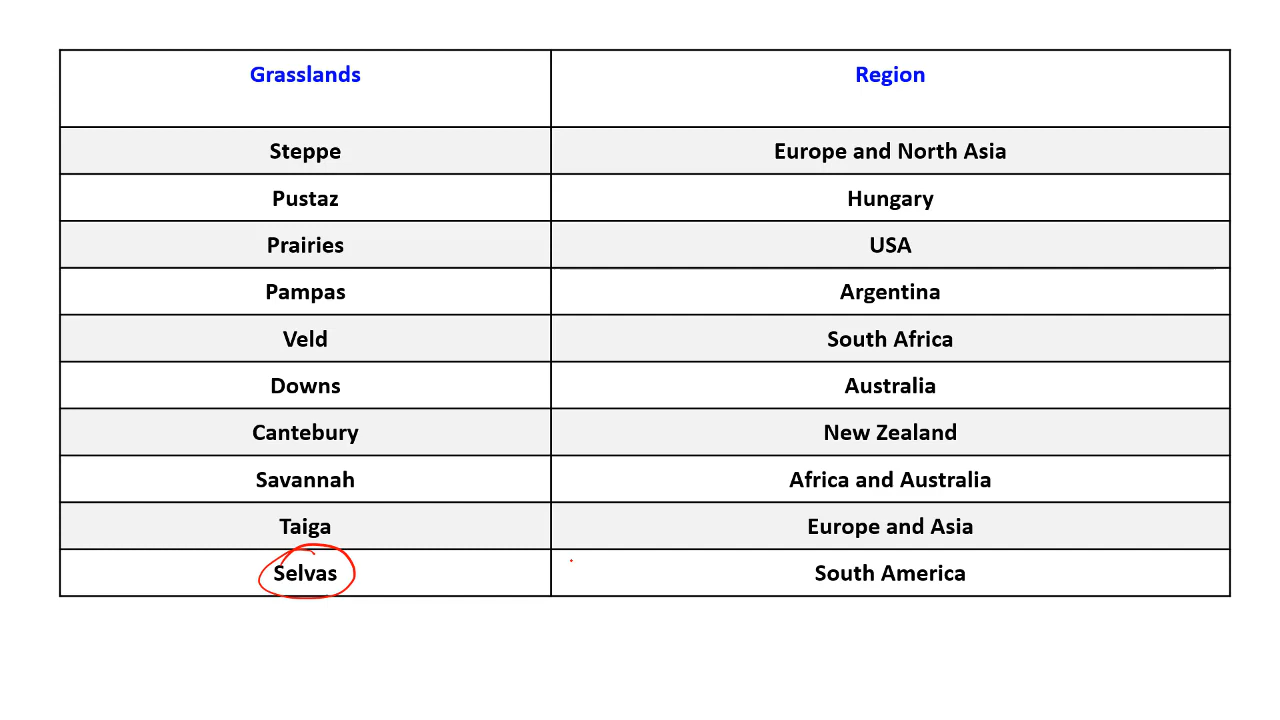 Grasslands Region
Steppe Europe and North Asia
Pustaz Hungary
Prairies USA
Pampas Argentina
Veld South Africa
Downs Australia
Cantebury New Zealand
Savannah Africa and Australia
Taiga Europe and Asia
Selvas South America